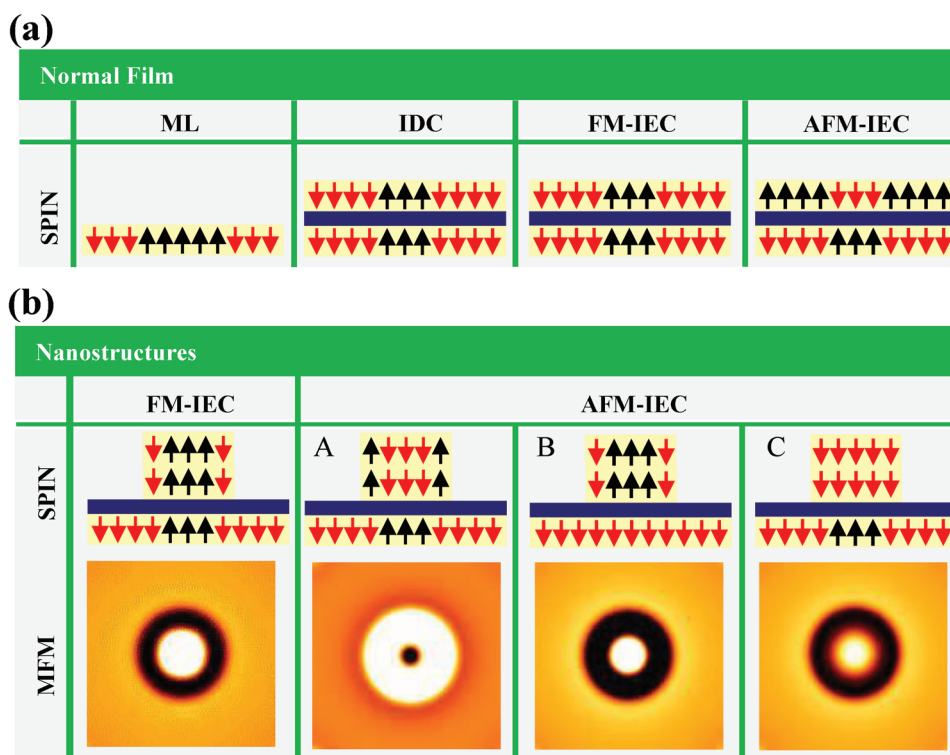 (a)
Normal Film
ML IDC FM-IEC AFM-IEC
SPIN
(b)
Nanostructures
FM-IEC AFM-IEC
SPIN
A B C
MFM